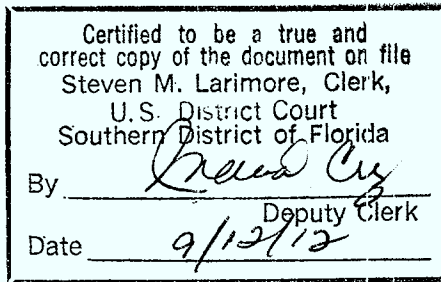 Certified to be a true and
correct copy of the document on file
Steven M. Larimore, Clerk,
U.S. District Court
Southern District of Florida
By
Deputy Clerk
Date 9/12/12